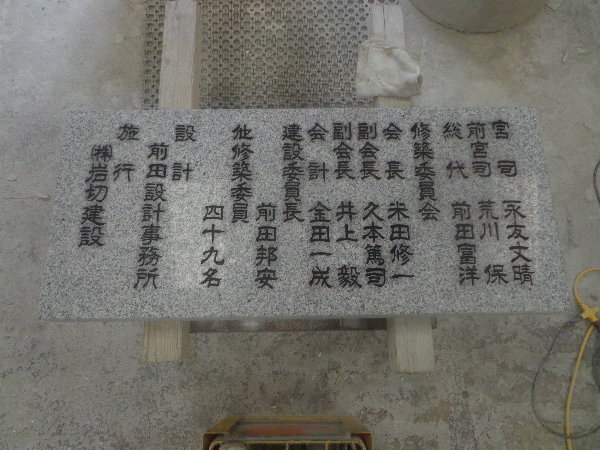 宮司 永友丈晴
前宮司 荒川保
総代 前田富洋
修築委員会
会長 米田修一
副会長 久本篤司
副会長 井上毅
会計 金田一成
建設委員長
前田邦安
他修築委員
四十九名
設計
前田設計事務所
施行
㈱岩切建設